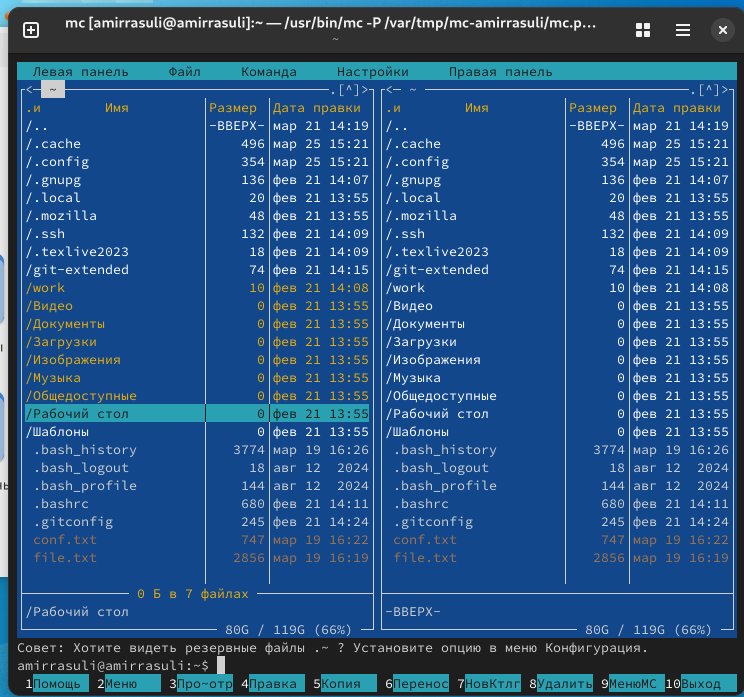 mc [amirrasuli@amirrasuli]:~ — /usr/bin/mc -P /var/tmp/mc-amirrasuli/mc.p…
~
Левая панель Файл Команда Настройки Правая панель
<─ ~ .[^]> <─ ~ .[^]>
.и Имя Размер Дата правки .и Имя Размер Дата правки
/.. -ВВЕРХ- мар 21 14:19 /.. -ВВЕРХ- мар 21 14:19
/.cache 496 мар 25 15:21 /.cache 496 мар 25 15:21
/.config 354 мар 25 15:21 /.config 354 мар 25 15:21
/.gnupg 136 фев 21 14:07 /.gnupg 136 фев 21 14:07
/.local 20 фев 21 13:55 /.local 20 фев 21 13:55
/.mozilla 48 фев 21 13:55 /.mozilla 48 фев 21 13:55
/.ssh 132 фев 21 14:09 /.ssh 132 фев 21 14:09
/.texlive2023 18 фев 21 14:09 /.texlive2023 18 фев 21 14:09
/git-extended 74 фев 21 14:15 /git-extended 74 фев 21 14:15
/work 10 фев 21 14:08 /work 10 фев 21 14:08
/Видео 0 фев 21 13:55 /Видео 0 фев 21 13:55
/Документы 0 фев 21 13:55 /Документы 0 фев 21 13:55
/Загрузки 0 фев 21 13:55 /Загрузки 0 фев 21 13:55
/Изображения 0 фев 21 13:55 /Изображения 0 фев 21 13:55
/Музыка 0 фев 21 13:55 /Музыка 0 фев 21 13:55
/Общедоступные 0 фев 21 13:55 /Общедоступные 0 фев 21 13:55
/Рабочий стол 0 фев 21 13:55 /Рабочий стол 0 фев 21 13:55
/Шаблоны 0 фев 21 13:55 /Шаблоны 0 фев 21 13:55
.bash_history 3774 мар 19 16:26 .bash_history 3774 мар 19 16:26
.bash_logout 18 авг 12 2024 .bash_logout 18 авг 12 2024
.bash_profile 144 авг 12 2024 .bash_profile 144 авг 12 2024
.bashrc 680 фев 21 14:11 .bashrc 680 фев 21 14:11
.gitconfig 245 фев 21 14:24 .gitconfig 245 фев 21 14:24
conf.txt 747 мар 19 16:22 conf.txt 747 мар 19 16:22
file.txt 2856 мар 19 16:19 file.txt 2856 мар 19 16:19
0 Б в 7 файлах
/Рабочий стол -ВВЕРХ-
80G / 119G (66%) 80G / 119G (66%)
Совет: Хотите видеть резервные файлы .~ ? Установите опцию в меню Конфигурация.
amirrasuli@amirrasuli:~$
1Помощь 2Меню 3Про~отр 4Правка 5Копия 6Перенос 7НовКтлг 8Удалить 9МенюМС 10Выход